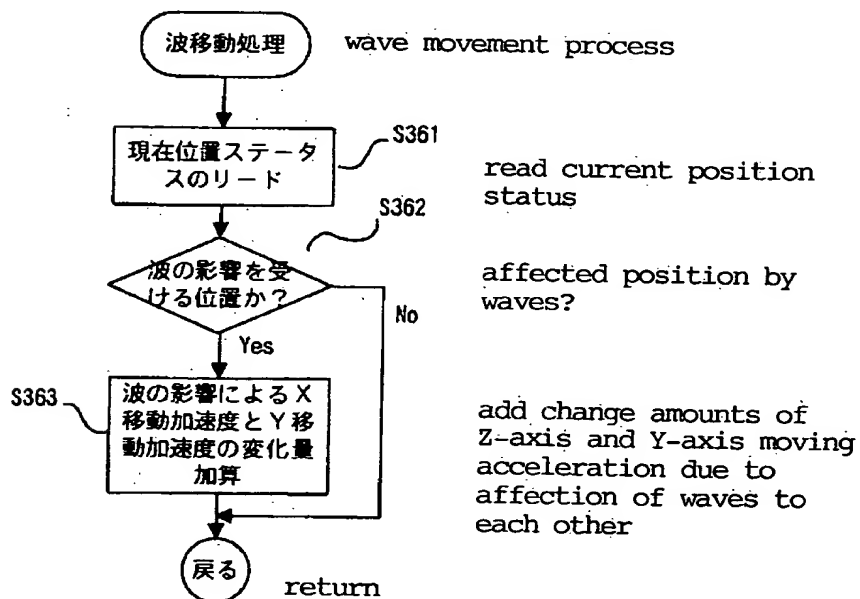 波移動処理
wave movement process
S361
現在位置ステータ
スのリード
read current position
status
S362
波の影響を受
ける位置か?
affected position by
waves?
No
Yes
S363
波の影響によるX
移動加速度とY移
動加速度の変化量
加算
add change amounts of
Z-axis and Y-axis moving
acceleration due to
affection of waves to
each other
戻る
return